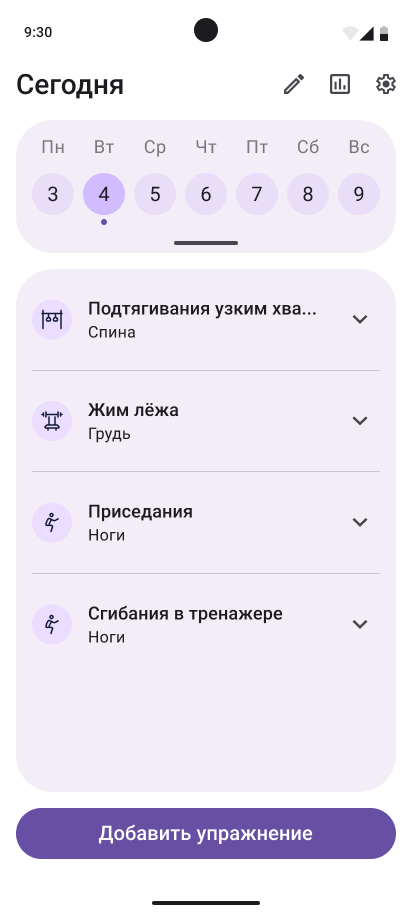 9:30
Сегодня
Пн Вт Ср Чт Пт Сб Вс
3 4 5 6 7 8 9
Подтягивания узким хва...
Спина
Жим лёжа
Грудь
Приседания
Ноги
Сгибания в тренажере
Ноги
Добавить упражнение